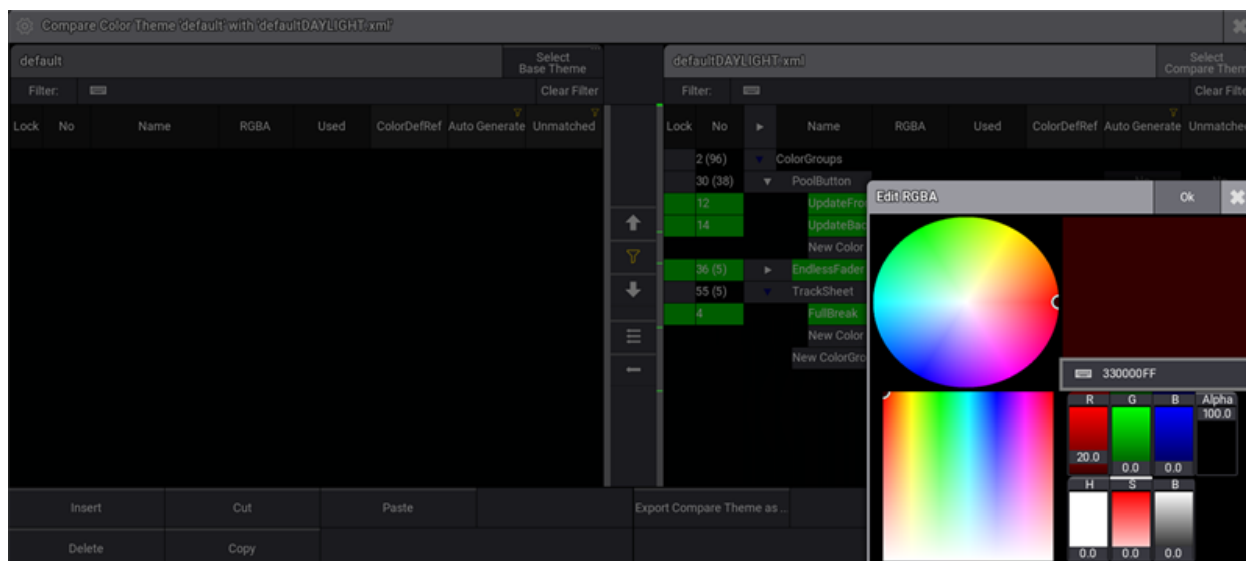 Compare Color Theme 'default' with 'defaultDAYLIGHT.xml'
default
Select
Base Theme
defaultDAYLIGHT.xml
Select
Compare Them
Filter:
Clear Filter
Filter:
Clear Filte
Lock No Name RGBA Used ColorDefRef Auto Generate Unmatched
Lock No Name RGBA Used ColorDefRef Auto Generate Unmatched
2 (96) ColorGroups
30 (38) PoolButton
12 UpdateFro
14 UpdateBac
New Color
36 (5) EndlessFader
55 (5) TrackSheet
4 FullBreak
New Color
New ColorGro
Edit RGBA
Ok
330000FF
R G B Alpha
100.0
20.0
0.0 0.0
H S B
0.0 0.0 0.0
Insert Cut Paste Export Compare Theme as ..
Delete Copy